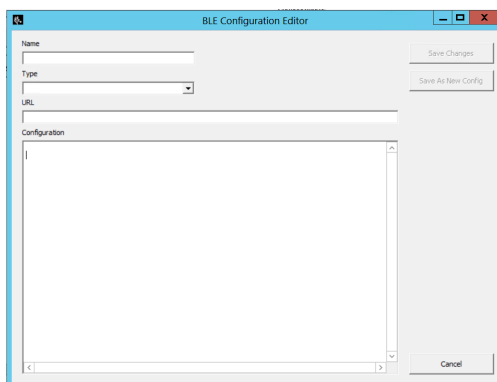 BLE Configuration Editor
Name
Save Changes
Type
Save As New Config
URL
Configuration
Cancel